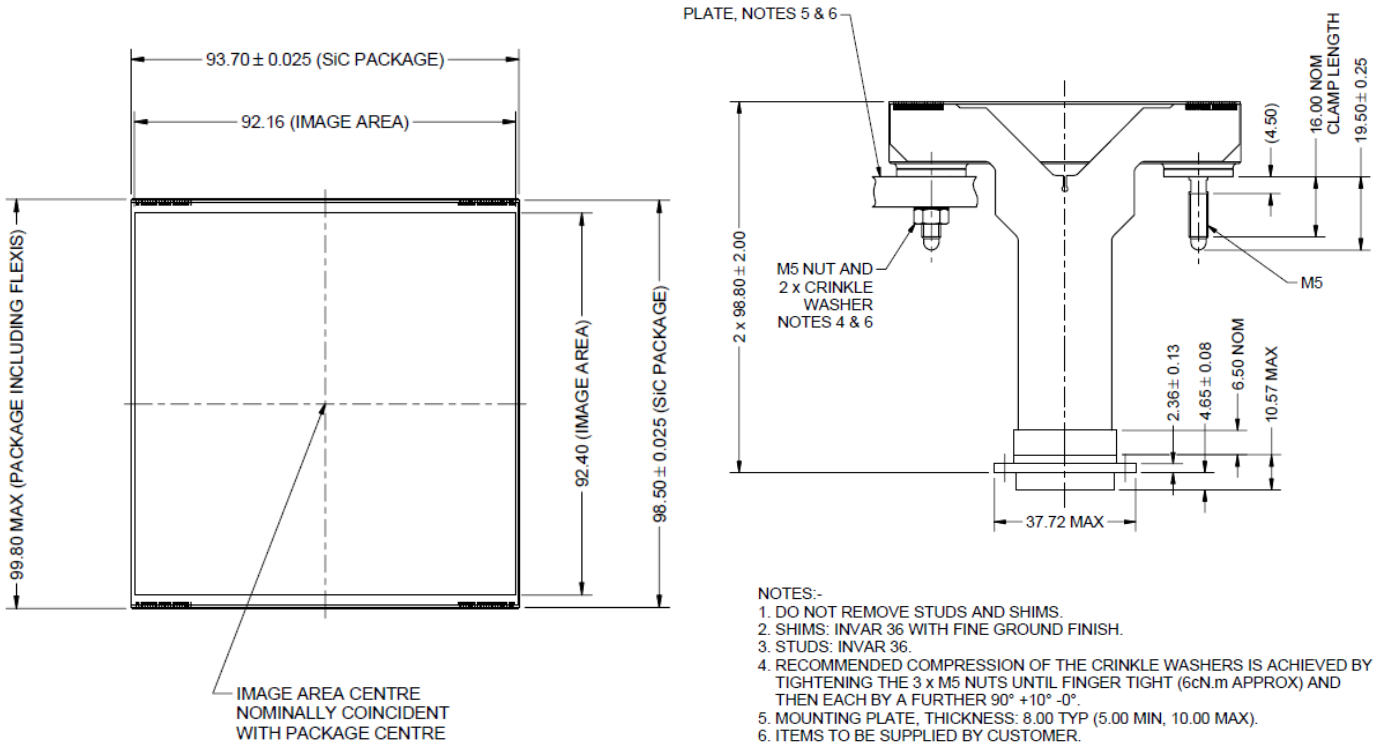 93.70 ± 0.025 (SiC PACKAGE)
92.16 (IMAGE AREA)
99.80 MAX (PACKAGE INCLUDING FLEXIS)
92.40 (IMAGE AREA)
98.50 ± 0.025 (SiC PACKAGE)
IMAGE AREA CENTRE
NOMINALLY COINCIDENT
WITH PACKAGE CENTRE
PLATE, NOTES 5 & 6
2 x 98.80 ± 2.00
M5 NUT AND
2 x CRINKLE
WASHER
NOTES 4 & 6
(4.50)
16.00 NOM
CLAMP LENGTH
19.50 ± 0.25
M5
2.36 ± 0.13
4.65 ± 0.08
6.50 NOM
10.57 MAX
37.72 MAX
NOTES:-
1. DO NOT REMOVE STUDS AND SHIMS.
2. SHIMS: INVAR 36 WITH FINE GROUND FINISH.
3. STUDS: INVAR 36.
4. RECOMMENDED COMPRESSION OF THE CRINKLE WASHERS IS ACHIEVED BY
TIGHTENING THE 3 x M5 NUTS UNTIL FINGER TIGHT (6cN.m APPROX) AND
THEN EACH BY A FURTHER 90° +10° -0°.
5. MOUNTING PLATE, THICKNESS: 8.00 TYP (5.00 MIN, 10.00 MAX).
6. ITEMS TO BE SUPPLIED BY CUSTOMER.